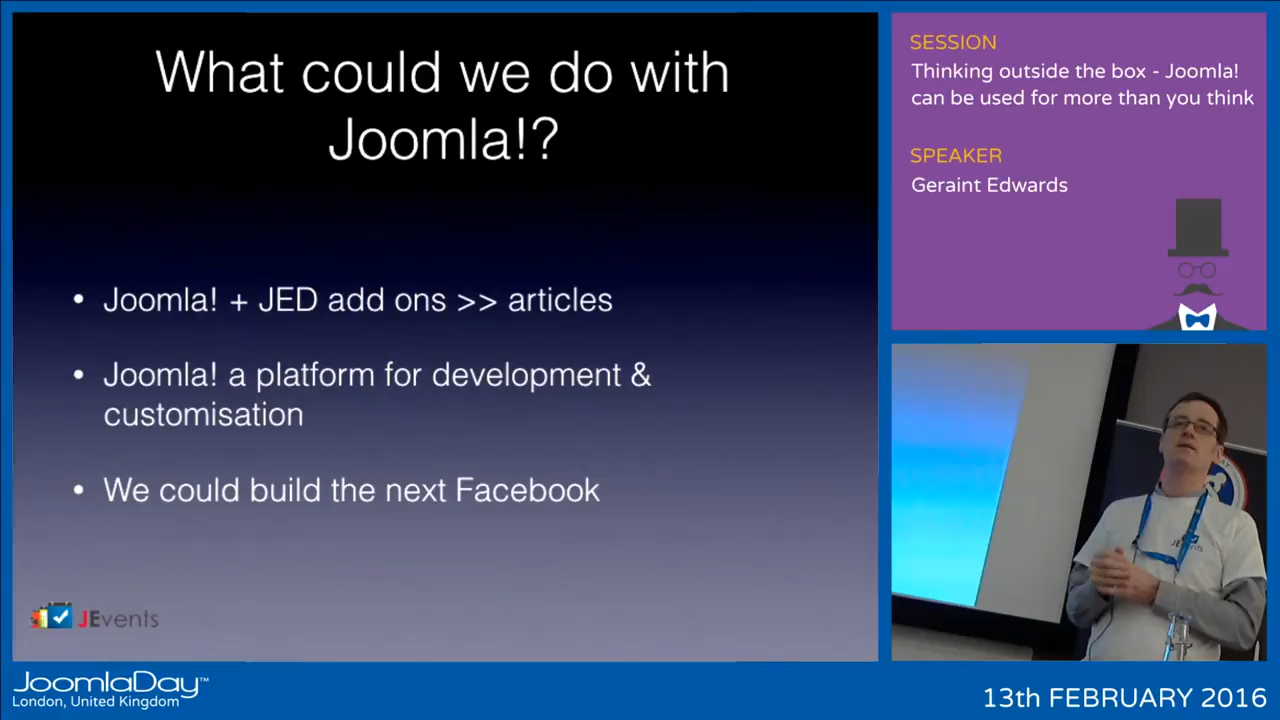 What could we do with
Joomla!?
• Joomla! + JED add ons >> articles
• Joomla! a platform for development &
customisation
• We could build the next Facebook
JEvents
SESSION
Thinking outside the box - Joomla!
can be used for more than you think
SPEAKER
Geraint Edwards
JEvents
JoomlaDay™
London, United Kingdom
13th FEBRUARY 2016